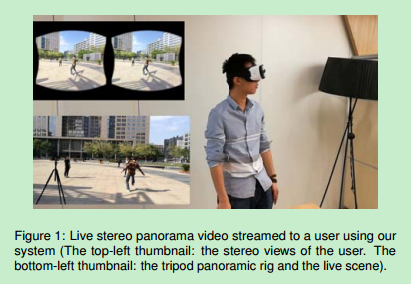 Figure 1: Live stereo panorama video streamed to a user using our
system (The top-left thumbnail: the stereo views of the user. The
bottom-left thumbnail: the tripod panoramic rig and the live scene).